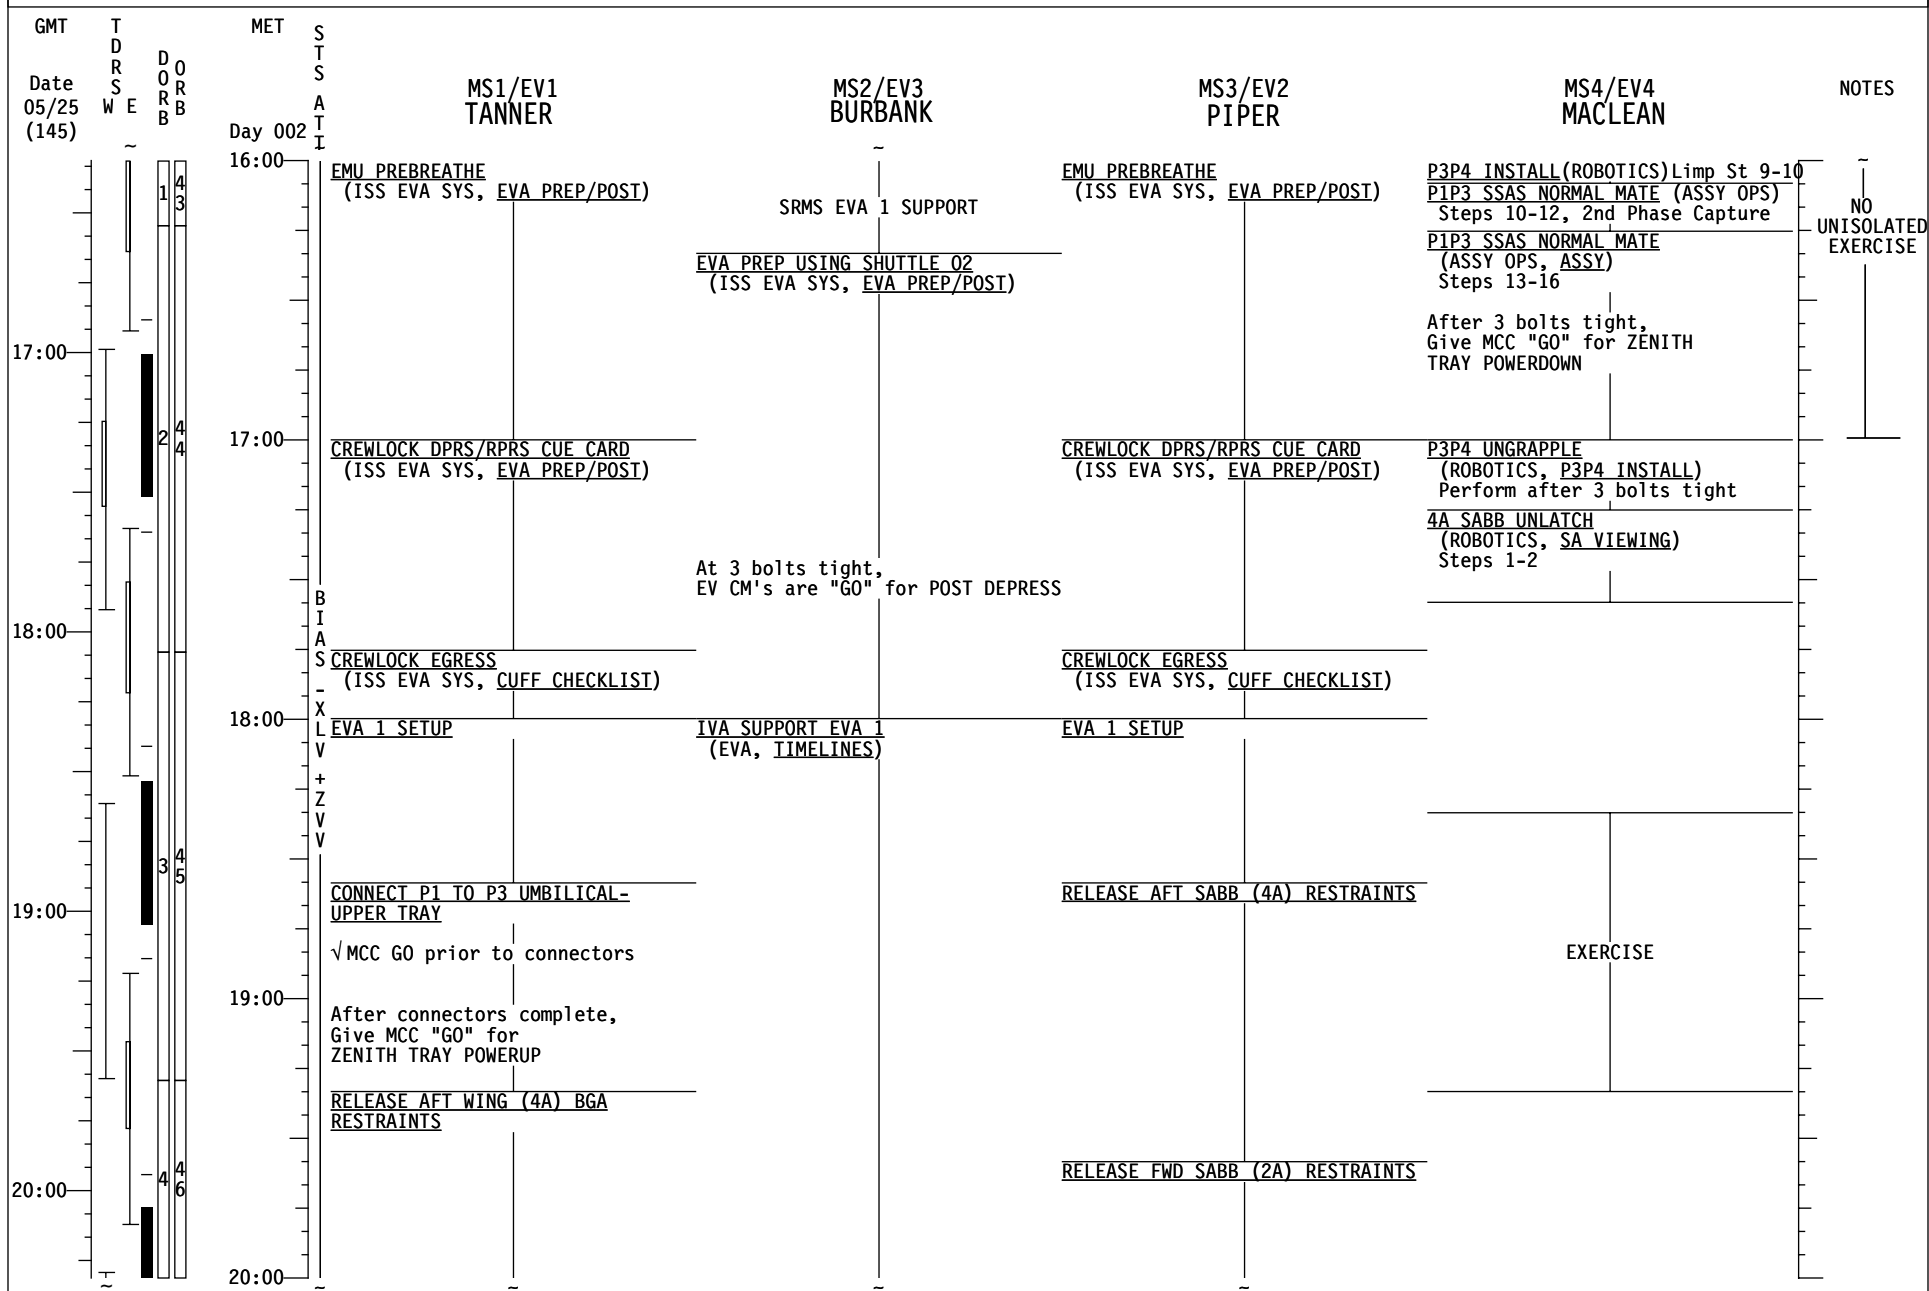 GMT
Date
05/25
(145)
TDRS
W E
DORB
ORB
MET
Day 002
STS ATT
MS1/EV1
TANNER
MS2/EV3
BURBANK
MS3/EV2
PIPER
MS4/EV4
MACLEAN
NOTES
17:00
18:00
19:00
20:00
1
2
3
4
43
44
45
46
16:00
17:00
18:00
19:00
20:00
BIAS -XLV +ZVV
EMU PREBREATHE
(ISS EVA SYS, EVA PREP/POST)
CREWLOCK DPRS/RPRS CUE CARD
(ISS EVA SYS, EVA PREP/POST)
CREWLOCK EGRESS
(ISS EVA SYS, CUFF CHECKLIST)
EVA 1 SETUP
CONNECT P1 TO P3 UMBILICAL-
UPPER TRAY
√MCC GO prior to connectors
After connectors complete,
Give MCC "GO" for
ZENITH TRAY POWERUP
RELEASE AFT WING (4A) BGA
RESTRAINTS
SRMS EVA 1 SUPPORT
EVA PREP USING SHUTTLE O2
(ISS EVA SYS, EVA PREP/POST)
At 3 bolts tight,
EV CM's are "GO" for POST DEPRESS
IVA SUPPORT EVA 1
(EVA, TIMELINES)
EMU PREBREATHE
(ISS EVA SYS, EVA PREP/POST)
CREWLOCK DPRS/RPRS CUE CARD
(ISS EVA SYS, EVA PREP/POST)
CREWLOCK EGRESS
(ISS EVA SYS, CUFF CHECKLIST)
EVA 1 SETUP
RELEASE AFT SABB (4A) RESTRAINTS
RELEASE FWD SABB (2A) RESTRAINTS
P3P4 INSTALL(ROBOTICS)Limp St 9-10
P1P3 SSAS NORMAL MATE (ASSY OPS)
Steps 10-12, 2nd Phase Capture
P1P3 SSAS NORMAL MATE
(ASSY OPS, ASSY)
Steps 13-16
After 3 bolts tight,
Give MCC "GO" for ZENITH
TRAY POWERDOWN
P3P4 UNGRAPPLE
(ROBOTICS, P3P4 INSTALL)
Perform after 3 bolts tight
4A SABB UNLATCH
(ROBOTICS, SA VIEWING)
Steps 1-2
EXERCISE
NO
UNISOLATED
EXERCISE